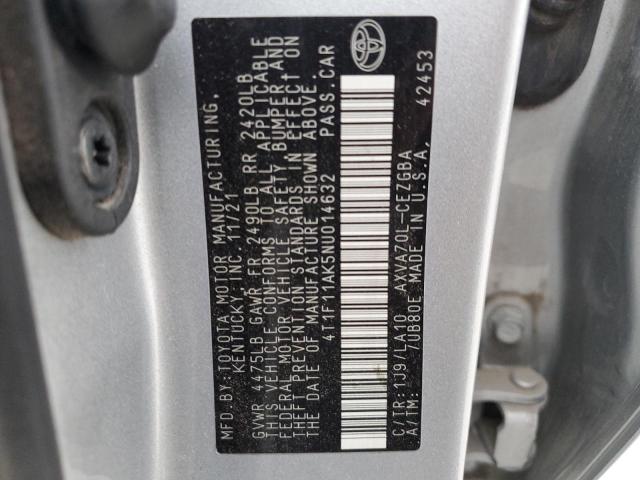 MFD. BY: TOYOTA MOTOR MANUFACTURING,
KENTUCKY, INC. 11/21
GVWR 4475LB GAWR FR 2490LB RR 2420LB
THIS VEHICLE CONFORMS TO ALL APPLICABLE
FEDERAL MOTOR VEHICLE SAFETY, BUMPER AND
THEFT PREVENTION STANDARDS IN EFFECT ON
THE DATE OF MANUFACTURE SHOWN ABOVE.
4T1F11AK5NU014632 PASS.CAR
C/TR: 1J9/LA10 AXVA70L-CEZGBA
A/TM: /UB80E MADE IN U.S.A. 42453